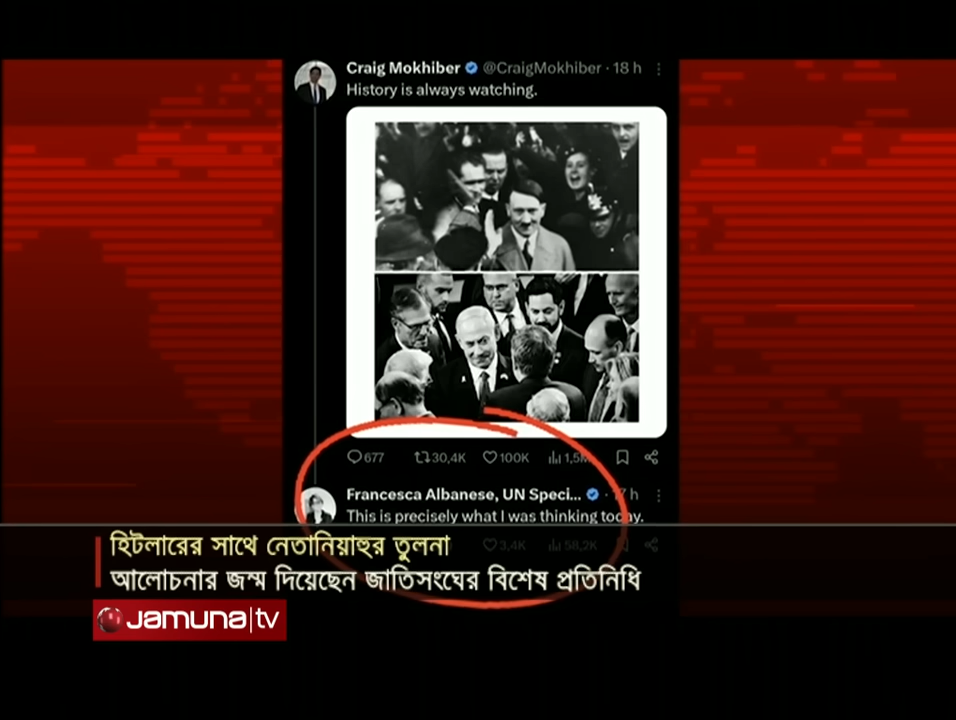 Craig Mokhiber @CraigMokhiber · 18 h
History is always watching.
677 30,4K 100K 1,5M
Francesca Albanese, UN Speci... · 17 h
This is precisely what I was thinking today.
3,4K 58,2K
হিটলারের সাথে নেতানিয়াহুর তুলনা
আলোচনার জন্ম দিয়েছেন জাতিসংঘের বিশেষ প্রতিনিধি
Jamuna|tv